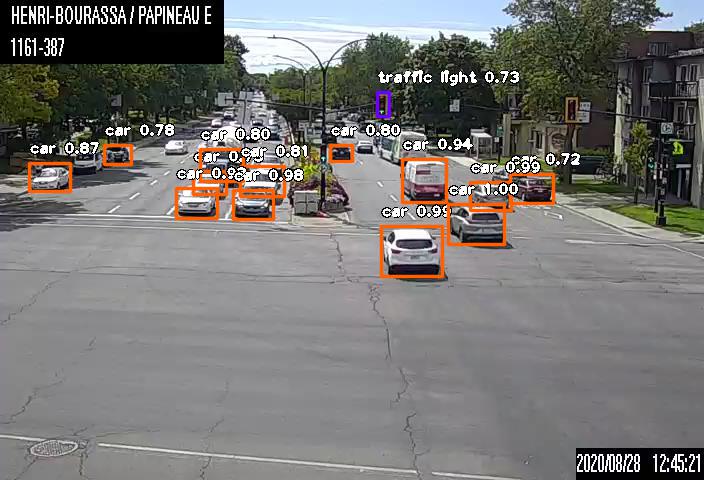 HENRI-BOURASSA / PAPINEAU E
1161-387
traffic light 0.73
car 0.87
car 0.78
car 0.80
car 0.80
car 0.94
car 0.81
car 0.99
car 0.72
car 0.98
car 1.00
car 0.99
2020/08/28 12:45:21